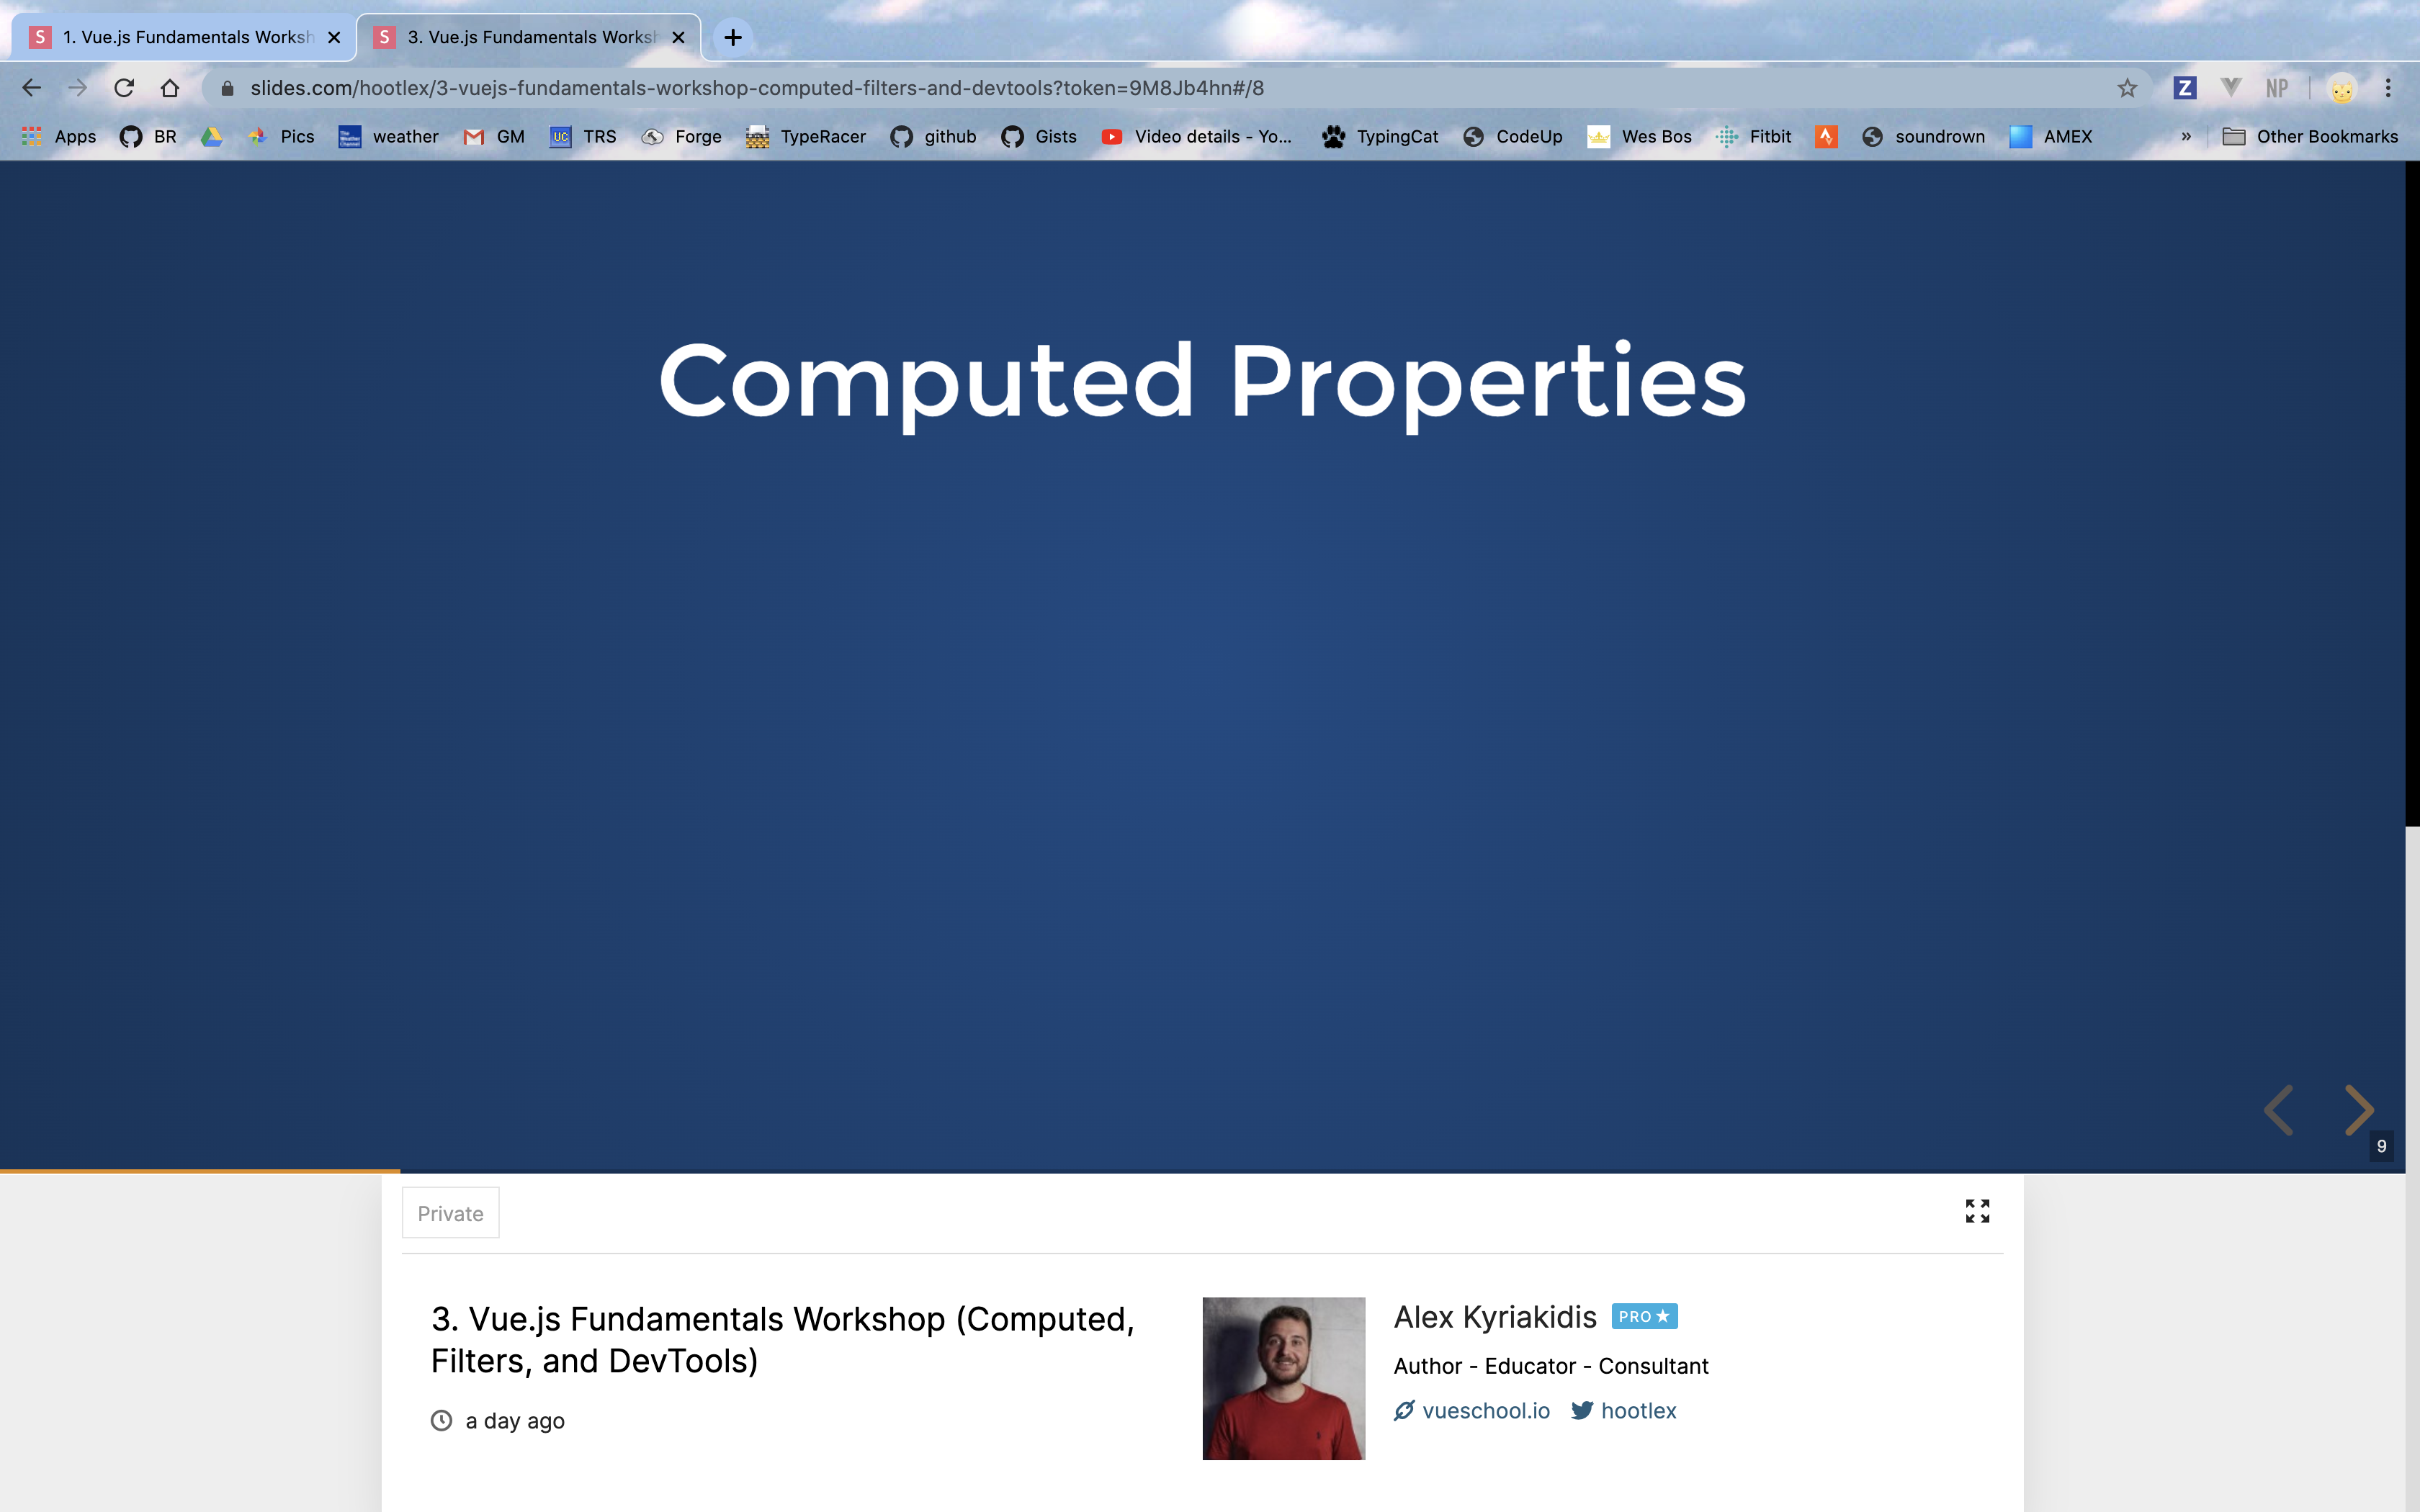 S 1. Vue.js Fundamentals Worksh
S 3. Vue.js Fundamentals Works
slides.com/hootlex/3-vuejs-fundamentals-workshop-computed-filters-and-devtools?token=9M8Jb4hn#/8
Z NP
Apps BR Pics weather GM UC TRS Forge TypeRacer github Gists Video details - Yo... TypingCat CodeUp Wes Bos Fitbit soundrown AMEX » Other Bookmarks
Computed Properties
9
Private
3. Vue.js Fundamentals Workshop (Computed,
Filters, and DevTools)
a day ago
Alex Kyriakidis PRO
Author - Educator - Consultant
vueschool.io hootlex